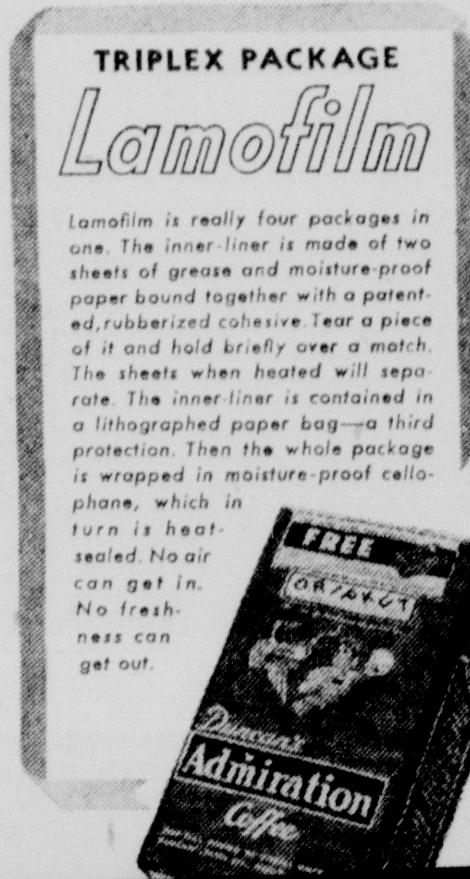 TRIPLEX PACKAGE
Lamofilm
Lamofilm is really four packages in
one. The inner-liner is made of two
sheets of grease and moisture-proof
paper bound together with a patent-
ed, rubberized cohesive. Tear a piece
of it and hold briefly over a match.
The sheets when heated will sepa-
rate. The inner-liner is contained in
a lithographed paper bag—a third
protection. Then the whole package
is wrapped in moisture-proof cello-
phane, which in
turn is heat-
sealed. No air
can get in.
No fresh-
ness can
get out.
FREE
Duncan's
Admiration
Coffee